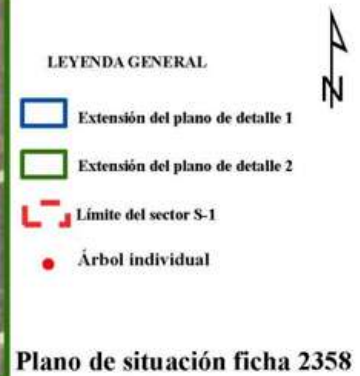 LEYENDA GENERAL
N
Extensión del plano de detalle 1
Extensión del plano de detalle 2
Límite del sector S-1
Árbol individual
Plano de situación ficha 2358